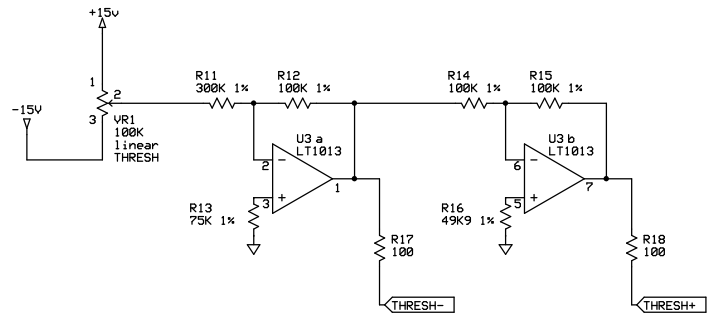 +15v
-15V
1
2
3
VR1
100K
linear
THRESH
R11
300K 1%
R12
100K 1%
U3a
LT1013
2
-
3
+
1
R13
75K 1%
R17
100
THRESH-
R14
100K 1%
R15
100K 1%
U3b
LT1013
6
-
5
+
7
R16
49K9 1%
R18
100
THRESH+